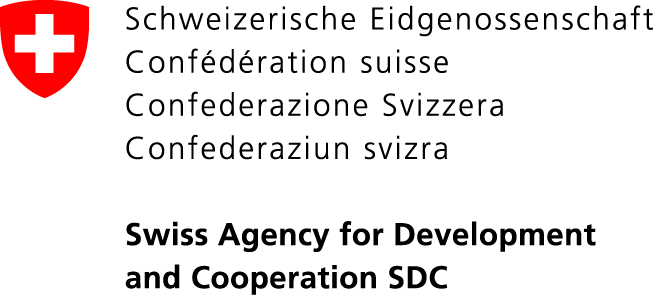 Schweizerische Eidgenossenschaft
Confédération suisse
Confederazione Svizzera
Confederaziun svizra
Swiss Agency for Development
and Cooperation SDC